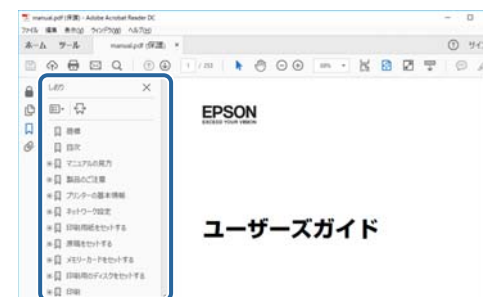 manual.pdf (保護) - Adobe Acrobat Reader DC
ファイル 編集 表示(V) ウィンドウ(W) ヘルプ(H)
ホーム ツール manual.pdf (保護) ×
しおり
商標
目次
マニュアルの見方
製品のご注意
プリンターの基本情報
ネットワーク設定
印刷用紙をセットする
原稿をセットする
メモリーカードをセットする
印刷用のディスクをセットする
印刷
EPSON
EXCEED YOUR VISION
ユーザーズガイド